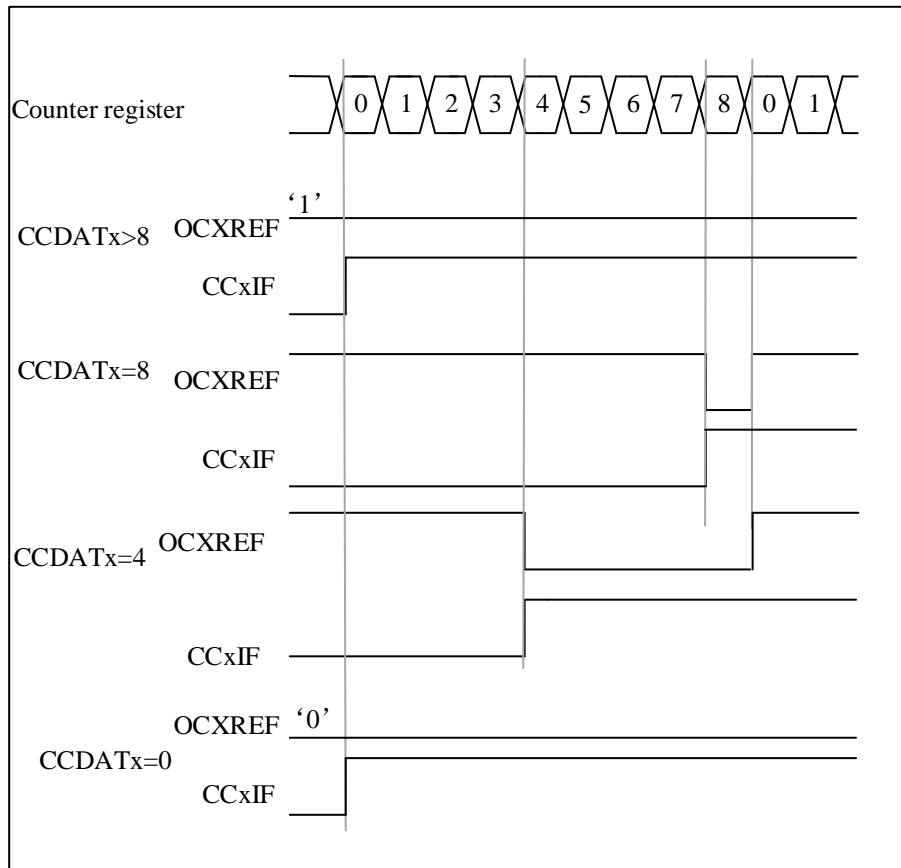 Counter register 0 1 2 3 4 5 6 7 8 0 1
‘1’
CCDATx>8 OCXREF
CCxIF
CCDATx=8 OCXREF
CCxIF
CCDATx=4 OCXREF
CCxIF
OCXREF ‘0’
CCDATx=0
CCxIF